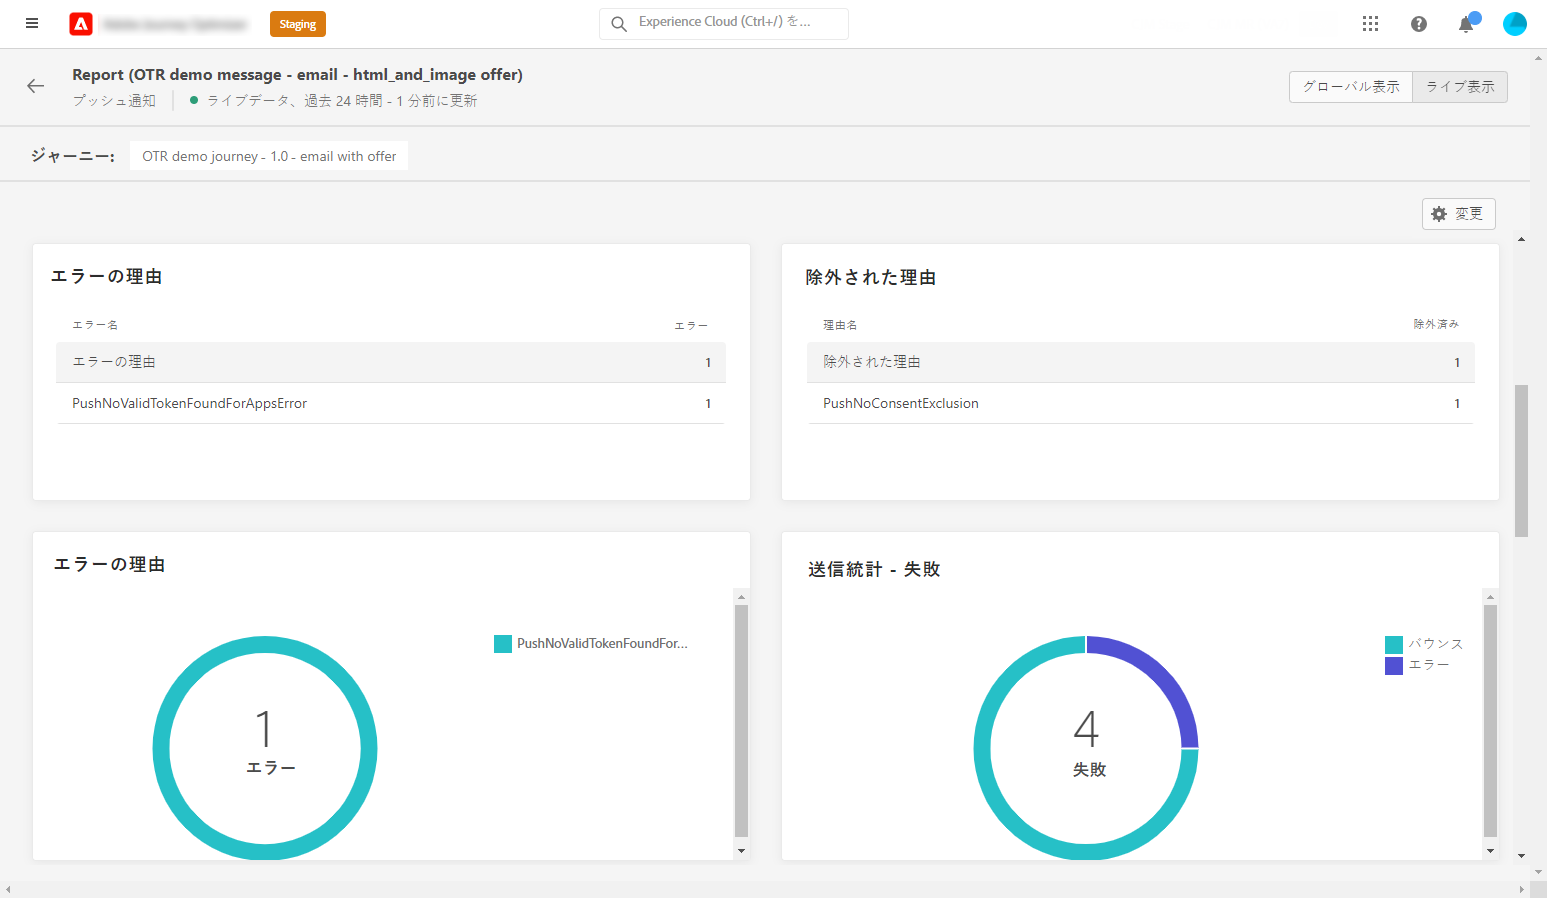 Staging
Experience Cloud (Ctrl+/) を...
Report (OTR demo message - email - html_and_image offer)
プッシュ通知
ライブデータ、過去 24 時間 - 1 分前に更新
グローバル表示
ライブ表示
ジャーニー:
OTR demo journey - 1.0 - email with offer
変更
エラーの理由
エラー名 エラー
エラーの理由 1
PushNoValidTokenFoundForAppsError 1
除外された理由
理由名 除外済み
除外された理由 1
PushNoConsentExclusion 1
エラーの理由
PushNoValidTokenFoundFor...
1
エラー
送信統計 - 失敗
バウンス
エラー
4
失敗